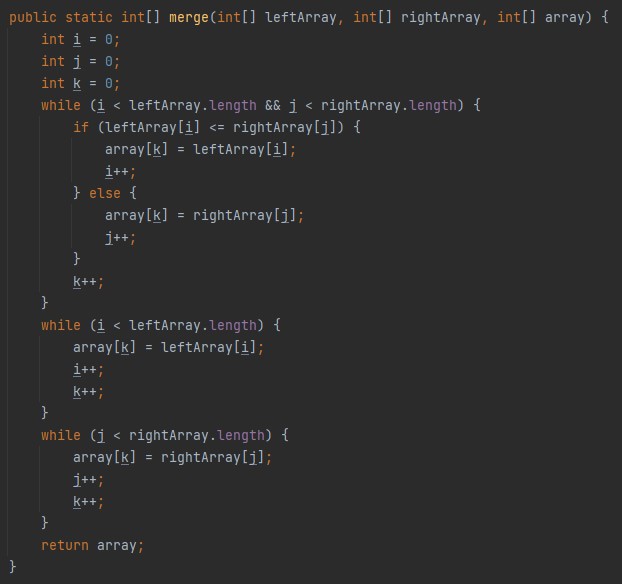 public static int[] merge(int[] leftArray, int[] rightArray, int[] array) {
    int i = 0;
    int j = 0;
    int k = 0;
    while (i < leftArray.length && j < rightArray.length) {
        if (leftArray[i] <= rightArray[j]) {
            array[k] = leftArray[i];
            i++;
        } else {
            array[k] = rightArray[j];
            j++;
        }
        k++;
    }
    while (i < leftArray.length) {
        array[k] = leftArray[i];
        i++;
        k++;
    }
    while (j < rightArray.length) {
        array[k] = rightArray[j];
        j++;
        k++;
    }
    return array;
}